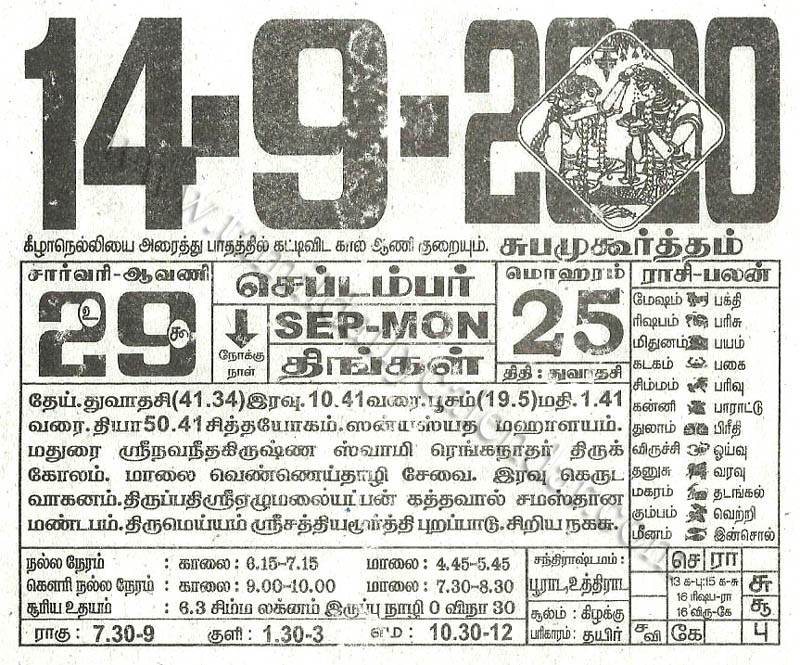 14-9-2020
கீழாநெல்லியை அரைத்து பாதத்தில் கட்டிவிட கால் ஆணி குறையும். சுபமுகூர்த்தம்
சார்வரி-ஆவணி
29
உ
கூ
செப்டம்பர்
SEP-MON
நோக்கு
நாள்
திங்கள்
மொஹரம்
25
திதி : துவாதசி
ராசி-பலன்
மேஷம் பக்தி
ரிஷபம் பரிசு
மிதுனம் பயம்
கடகம் பகை
சிம்மம் பரிவு
கன்னி பாராட்டு
துலாம் பிரீதி
விருச்சி ஓய்வு
தனுசு வரவு
மகரம் தடங்கல்
கும்பம் வெற்றி
மீனம் இன்சொல்
தேய்.துவாதசி(41.34)இரவு.10.41வரை.பூசம்(19.5)மதி.1.41
வரை.தியா50.41சித்தயோகம்.ஸன்யஸ்யத மஹாளயம்.
மதுரை ஸ்ரீநவநீதகிருஷ்ண ஸ்வாமி ரெங்கநாதர் திருக்
கோலம். மாலை வெண்ணெய்தாழி சேவை. இரவு கெருட
வாகனம்.திருப்பதிஸ்ரீஏழுமலையப்பன் கத்தவால் சமஸ்தான
மண்டபம்.திருமெய்யம் ஸ்ரீசத்தியமூர்த்தி புறப்பாடு.சிறிய நகசு.
நல்ல நேரம் : காலை: 6.15-7.15 மாலை: 4.45-5.45
கௌரி நல்ல நேரம் : காலை: 9.00-10.00 மாலை: 7.30-8.30
சூரிய உதயம் : 6.3 சிம்ம லக்னம் இருப்பு நாழி 0 விநா 30
ராகு : 7.30-9 குளி : 1.30-3 எம : 10.30-12
சந்திராஷ்டமம் :
பூராட,உத்திரா
சூலம் : கிழக்கு
பரிகாரம் : தயிர்
செ ரா
13 க-பு:15 க-சு
16 ரிஷப-ரா
16 விரு-கே
சு
சூ
ச வி கே பு